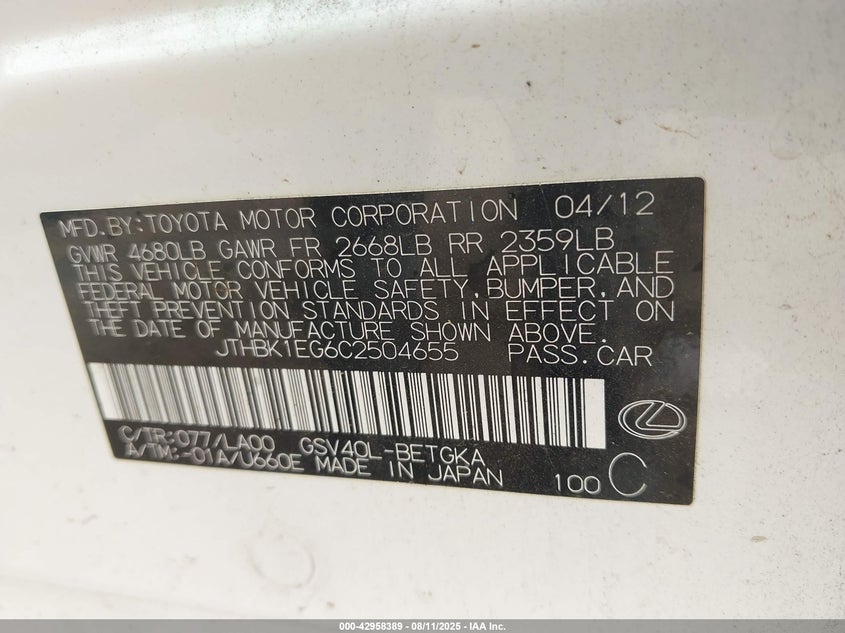 MFD.BY:TOYOTA MOTOR CORPORATION 04/12
GVWR 4680LB GAWR FR 2668LB RR 2359LB
THIS VEHICLE CONFORMS TO ALL APPLICABLE
FEDERAL MOTOR VEHICLE SAFETY,BUMPER,AND
THEFT PREVENTION STANDARDS IN EFFECT ON
THE DATE OF MANUFACTURE SHOWN ABOVE.
JTHBK1EG6C2504655 PASS.CAR
C/TR:077/LA00 GSV40L-BETGKA
A/TM:-01A/U660E MADE IN JAPAN
100 C
000-42958389 - 08/11/2025 - IAA Inc.